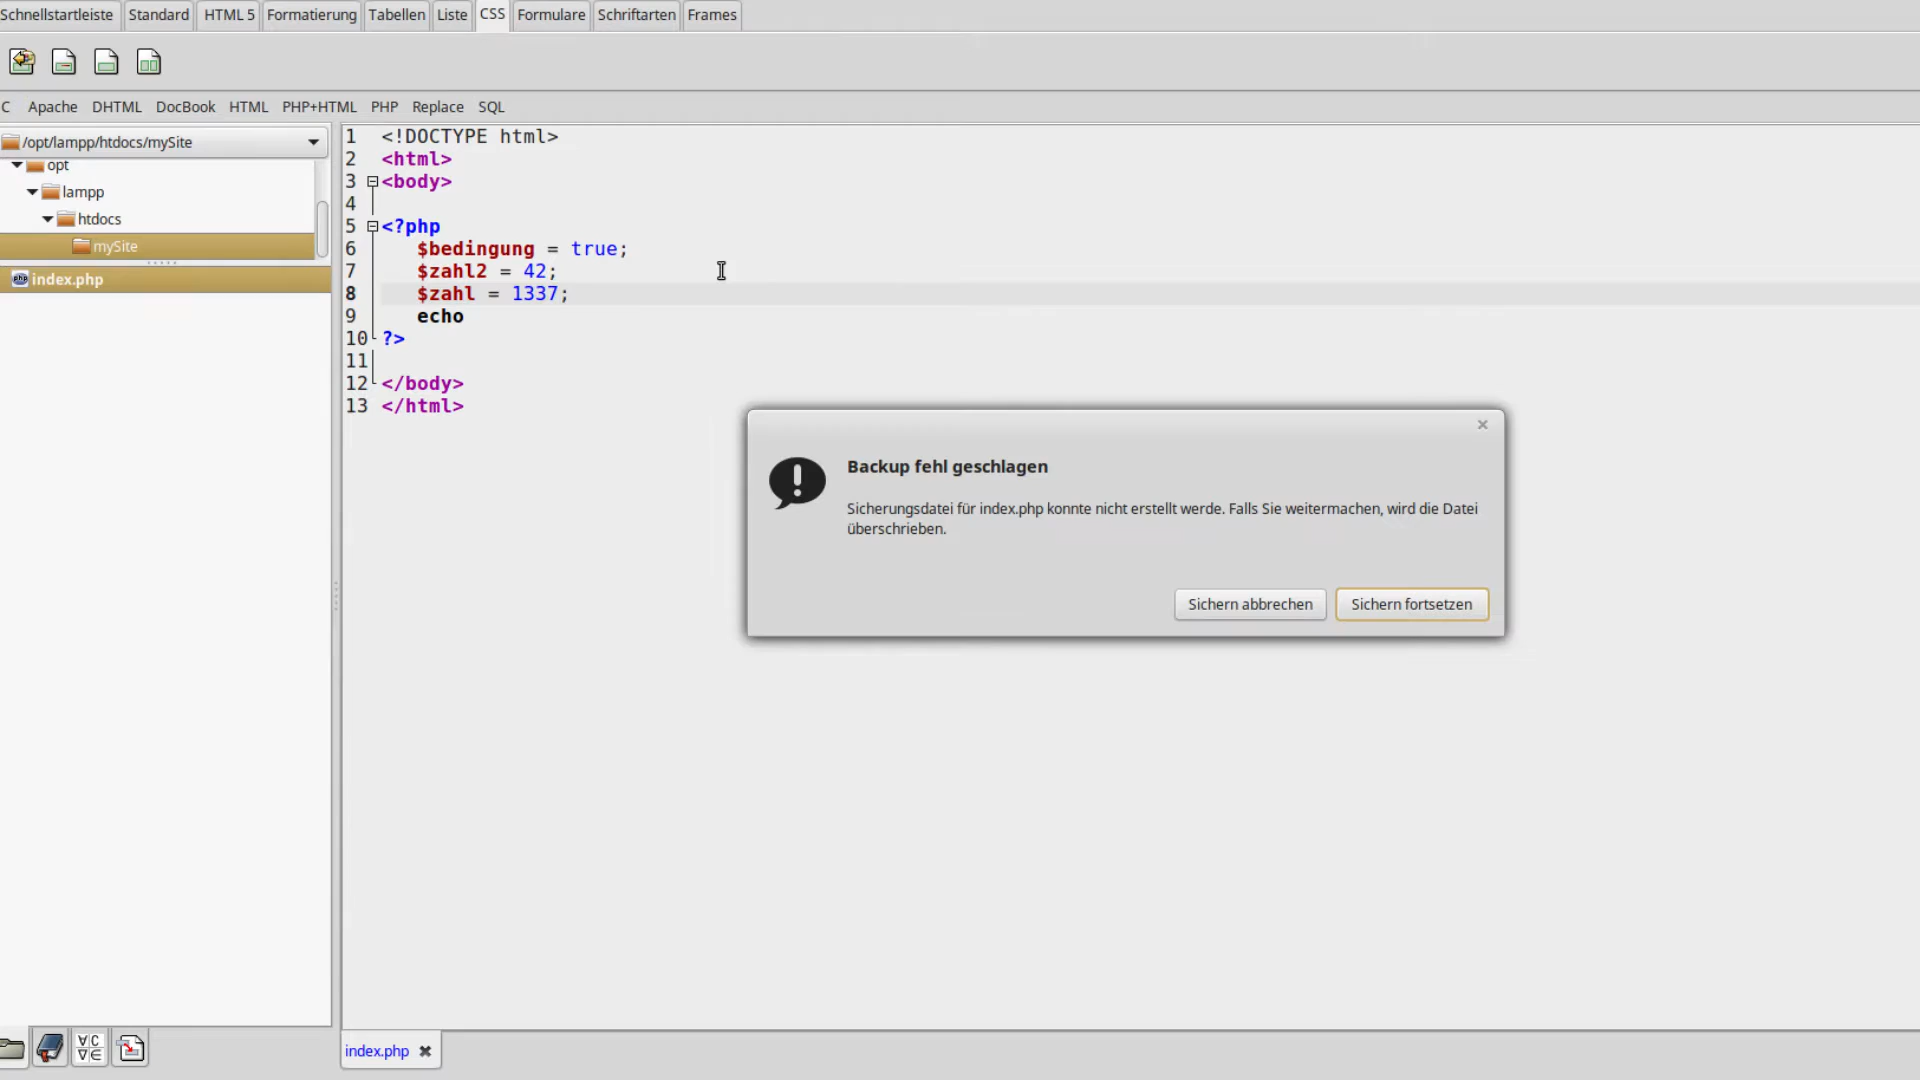 Schnellstartleiste Standard HTML 5 Formatierung Tabellen Liste CSS Formulare Schriftarten Frames
C Apache DHTML DocBook HTML PHP+HTML PHP Replace SQL
/opt/lampp/htdocs/mySite
opt
lampp
htdocs
mySite
index.php
1 <!DOCTYPE html>
2 <html>
3 <body>
4
5 <?php
6 $bedingung = true;
7 $zahl2 = 42;
8 $zahl = 1337;
9 echo
10 ?>
11
12 </body>
13 </html>
Backup fehl geschlagen
Sicherungsdatei für index.php konnte nicht erstellt werde. Falls Sie weitermachen, wird die Datei
überschrieben.
Sichern abbrechen Sichern fortsetzen
index.php